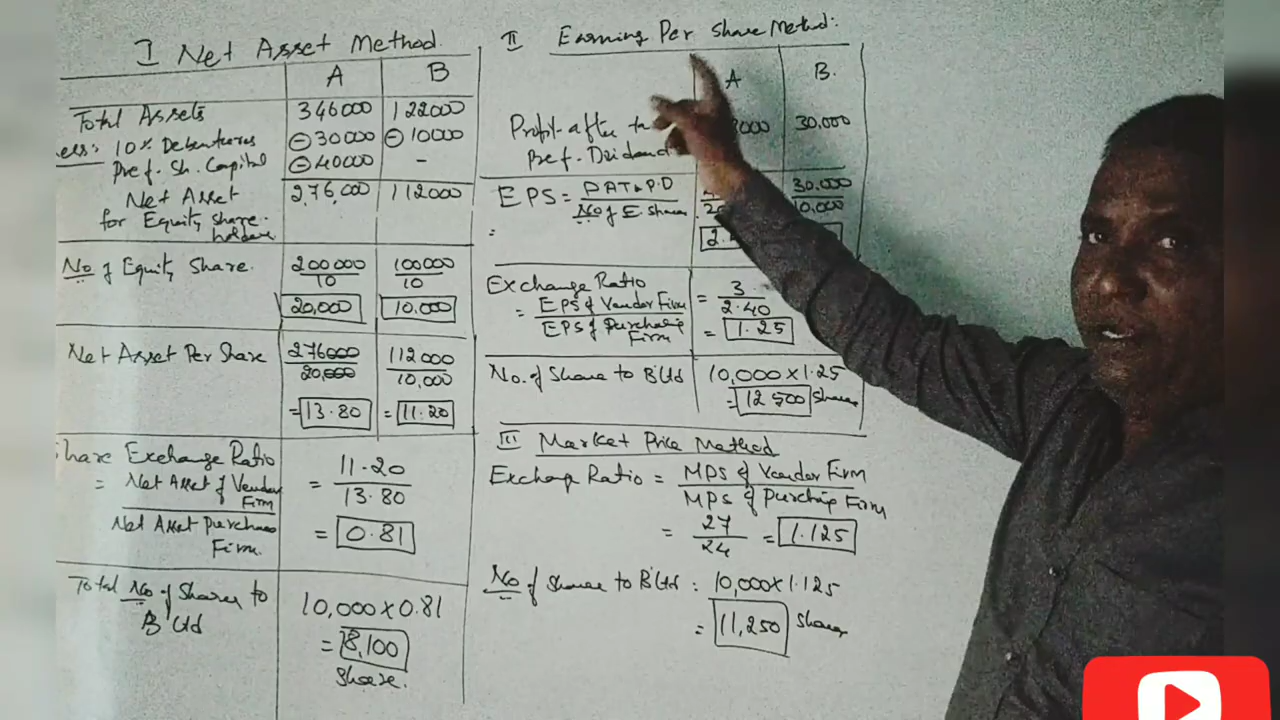 I Net Asset Method
A B
Total Assets 346000 122000
Less: 10% Debentures - 30000 - 10000
Pref. Sh. Capital - 40000 -
Net Asset 276,000 112000
for Equity share
holders
No of Equity Share. 200000/10 100000/10
20,000 10.000
Net Asset Per Share 276000/20,000 112000/10,000
= 13.80 = 11.20
Share Exchange Ratio
= Net Asset of Vendor Firm / Net Asset Purchase Firm.
= 11.20/13.80
= 0.81
Total No of Shares to
B Ltd
10,000 x 0.81
= 8,100
Share.
II Earning Per Share Method:
A B.
Profit after 30.000
Pref. Dividend
EPS = PAT - P.D / No of E. Shares 30.000/10,000
=
Exchange Ratio
= EPS of Vendor Firm / EPS of Purchasing Firm
= 3/2.40
= 1.25
No. of Share to B Ltd 10,000 x 1.25
= 12500 Shares
III Market Price Method
Exchange Ratio = MPS of Vendor Firm / MPS of Purchasing Firm
= 27/24 = 1.125
No of Shares to B Ltd : 10,000 x 1.125
= 11,250 Shares